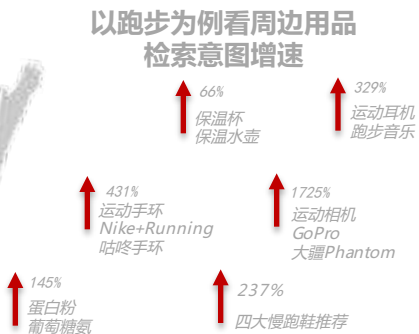 以跑步为例看周边用品
检索意图增速
66%
保温杯
保温水壶
329%
运动耳机
跑步音乐
431%
运动手环
Nike+Running
咕咚手环
1725%
运动相机
GoPro
大疆Phantom
145%
蛋白粉
葡萄糖氨
237%
四大慢跑鞋推荐